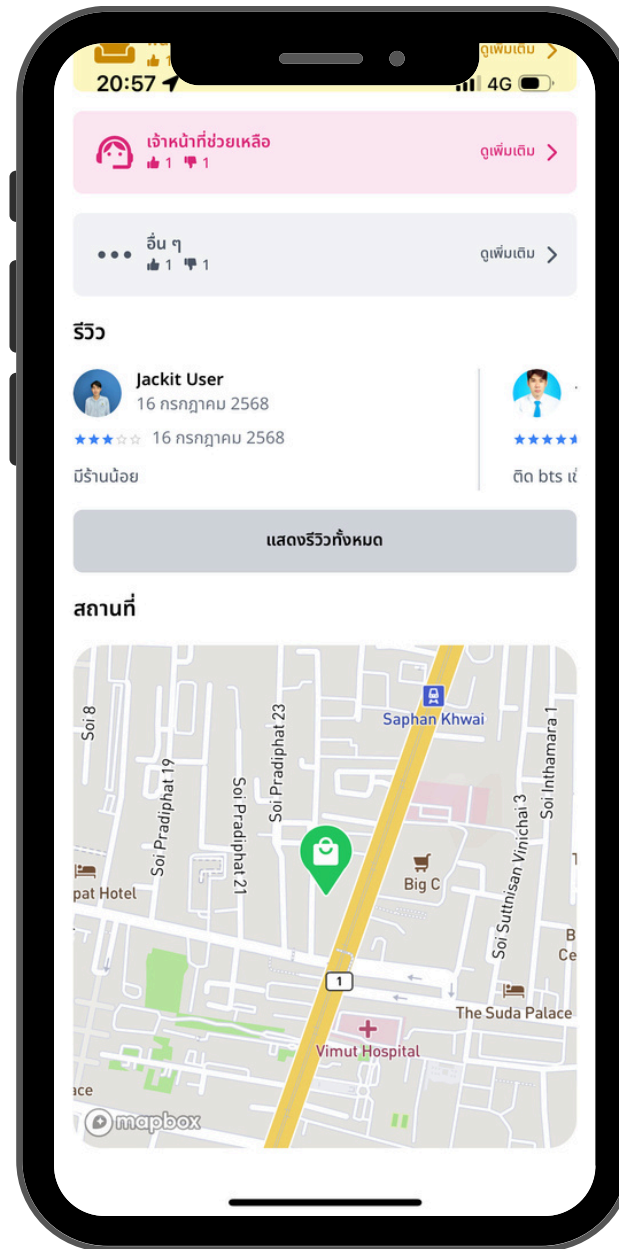 ดูเพิ่มเติม
20:57
4G
เจ้าหน้าที่ช่วยเหลือ
1 1
ดูเพิ่มเติม
อื่น ๆ
1 1
ดูเพิ่มเติม
รีวิว
Jackit User
16 กรกฎาคม 2568
16 กรกฎาคม 2568
มีร้านน้อย
ติด bts
แสดงรีวิวทั้งหมด
สถานที่
Saphan Khwai
Soi 8
Soi Pradiphat 23
Soi Inthamara 1
Soi Pradiphat 19
Soi Pradiphat 21
Soi Suttnisan Vinichai 3
Big C
pat Hotel
B
Ce
1
The Suda Palace
Vimut Hospital
ace
mapbox